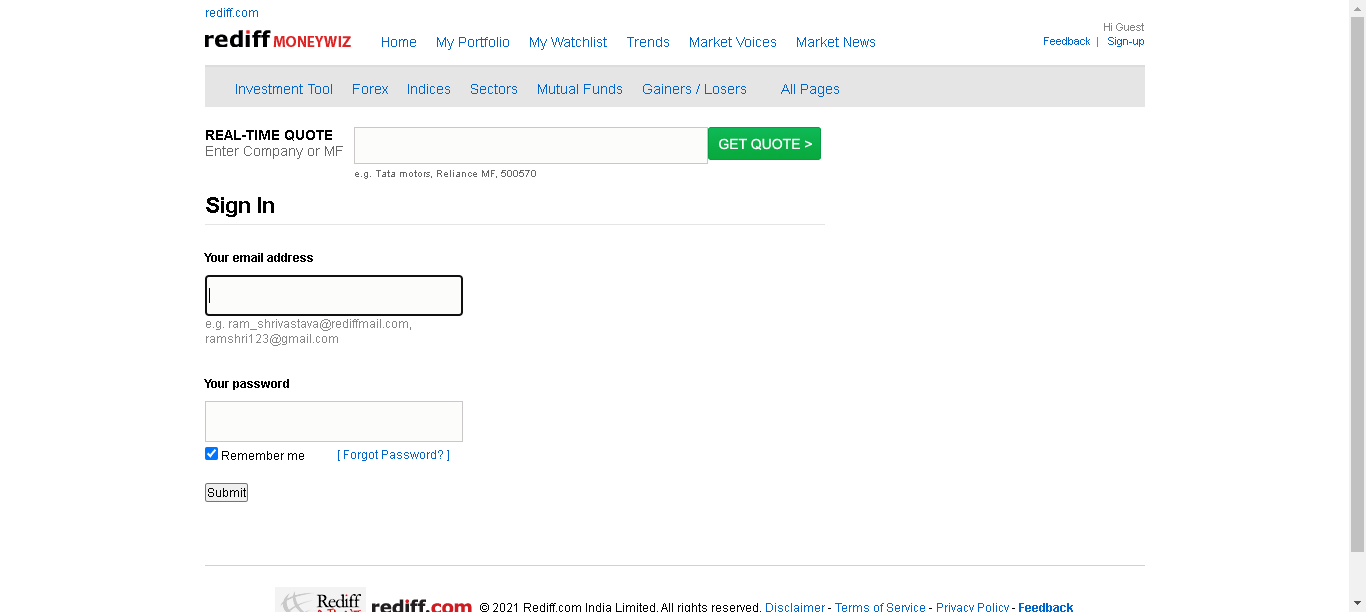 rediff.com
rediff MONEYWIZ
Home My Portfolio My Watchlist Trends Market Voices Market News
Hi Guest
Feedback | Sign-up
Investment Tool Forex Indices Sectors Mutual Funds Gainers / Losers All Pages
REAL-TIME QUOTE
Enter Company or MF
GET QUOTE >
e.g. Tata motors, Reliance MF, 500570
Sign In
Your email address
e.g. ram_shrivastava@rediffmail.com,
ramshri123@gmail.com
Your password
Remember me [ Forgot Password? ]
Submit
Rediff
rediff.com © 2021 Rediff.com India Limited. All rights reserved. Disclaimer - Terms of Service - Privacy Policy - Feedback